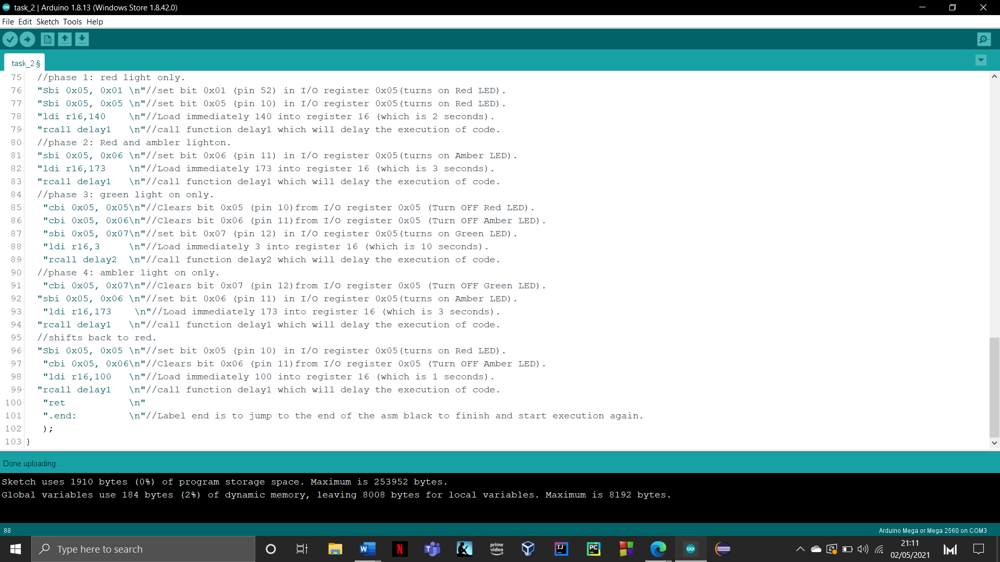 task_2 | Arduino 1.8.13 (Windows Store 1.8.42.0)
File Edit Sketch Tools Help
task_2 §
75 //phase 1: red light only.
76 "Sbi 0x05, 0x01 \n"//set bit 0x01 (pin 52) in I/O register 0x05(turns on Red LED).
77 "Sbi 0x05, 0x05 \n"//set bit 0x05 (pin 10) in I/O register 0x05(turns on Red LED).
78 "ldi r16,140 \n"//Load immediately 140 into register 16 (which is 2 seconds).
79 "rcall delay1 \n"//call function delay1 which will delay the execution of code.
80 //phase 2: Red and ambler lighton.
81 "sbi 0x05, 0x06 \n"//set bit 0x06 (pin 11) in I/O register 0x05(turns on Amber LED).
82 "ldi r16,173 \n"//Load immediately 173 into register 16 (which is 3 seconds).
83 "rcall delay1 \n"//call function delay1 which will delay the execution of code.
84 //phase 3: green light on only.
85 "cbi 0x05, 0x05\n"//Clears bit 0x05 (pin 10)from I/O register 0x05 (Turn OFF Red LED).
86 "cbi 0x05, 0x06\n"//Clears bit 0x06 (pin 11)from I/O register 0x05 (Turn OFF Amber LED).
87 "sbi 0x05, 0x07\n"//set bit 0x07 (pin 12) in I/O register 0x05(turns on Green LED).
88 "ldi r16,3 \n"//Load immediately 3 into register 16 (which is 10 seconds).
89 "rcall delay2 \n"//call function delay2 which will delay the execution of code.
90 //phase 4: ambler light on only.
91 "cbi 0x05, 0x07\n"//Clears bit 0x07 (pin 12)from I/O register 0x05 (Turn OFF Green LED).
92 "sbi 0x05, 0x06 \n"//set bit 0x06 (pin 11) in I/O register 0x05(turns on Amber LED).
93 "ldi r16,173 \n"//Load immediately 173 into register 16 (which is 3 seconds).
94 "rcall delay1 \n"//call function delay1 which will delay the execution of code.
95 //shifts back to red.
96 "Sbi 0x05, 0x05 \n"//set bit 0x05 (pin 10) in I/O register 0x05(turns on Red LED).
97 "cbi 0x05, 0x06\n"//Clears bit 0x06 (pin 11)from I/O register 0x05 (Turn OFF Amber LED).
98 "ldi r16,100 \n"//Load immediately 100 into register 16 (which is 1 seconds).
99 "rcall delay1 \n"//call function delay1 which will delay the execution of code.
100 "ret \n"
101 ".end: \n"//Label end is to jump to the end of the asm black to finish and start execution again.
102 );
103 }
Done uploading.
Sketch uses 1910 bytes (0%) of program storage space. Maximum is 253952 bytes.
Global variables use 184 bytes (2%) of dynamic memory, leaving 8008 bytes for local variables. Maximum is 8192 bytes.
88
Arduino Mega or Mega 2560 on COM3
Type here to search
W
N
T
prime video
IJ
PC
21:11
02/05/2021